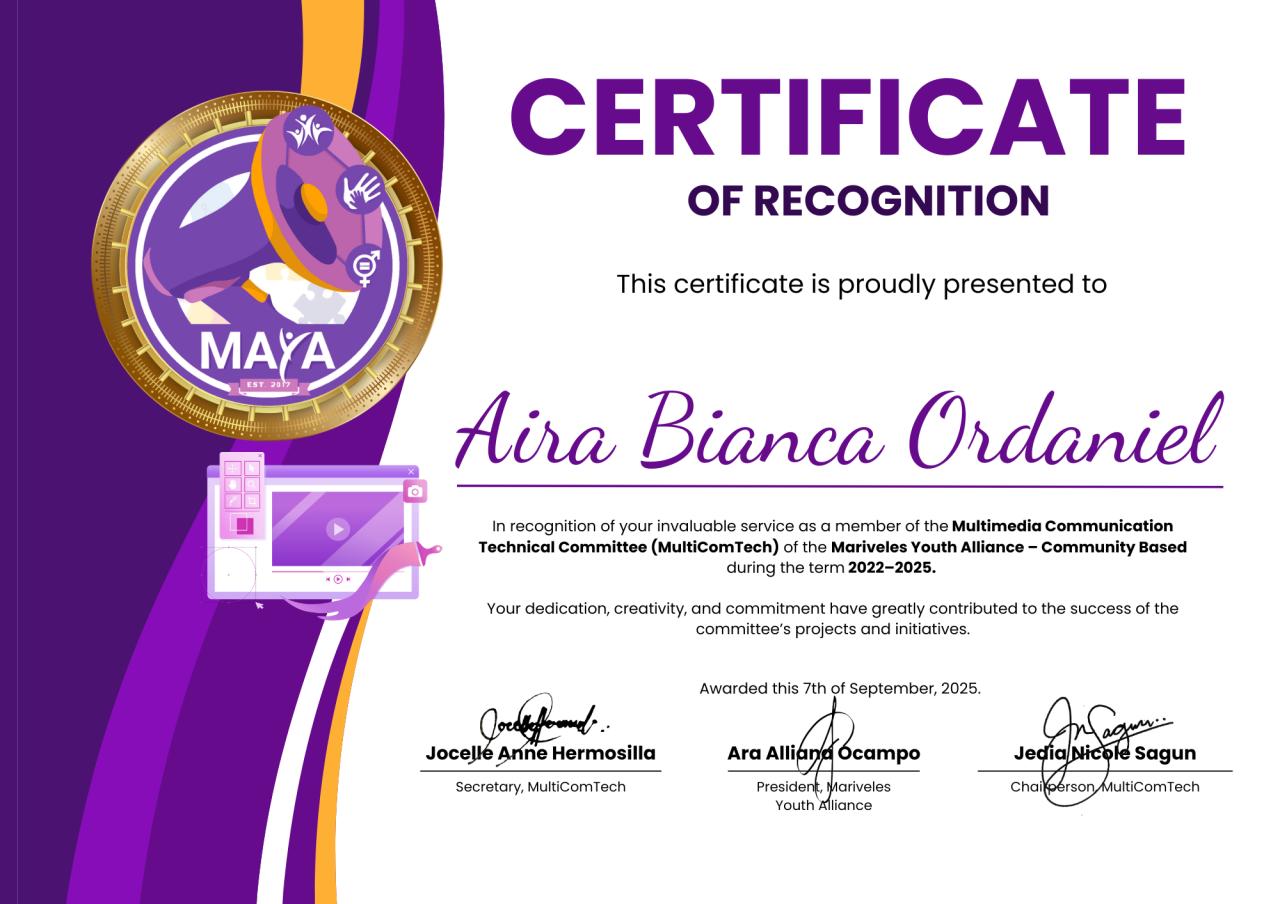 CERTIFICATE
OF RECOGNITION
This certificate is proudly presented to
MAYA
EST. 2017
Aira Bianca Ordaniel
In recognition of your invaluable service as a member of the Multimedia Communication
Technical Committee (MultiComTech) of the Mariveles Youth Alliance – Community Based
during the term 2022–2025.
Your dedication, creativity, and commitment have greatly contributed to the success of the
committee’s projects and initiatives.
Awarded this 7th of September, 2025.
Jocelle Anne Hermosilla
Secretary, MultiComTech
Ara Alliana Ocampo
President, Mariveles
Youth Alliance
Jedia Nicole Sagun
Chairperson, MultiComTech